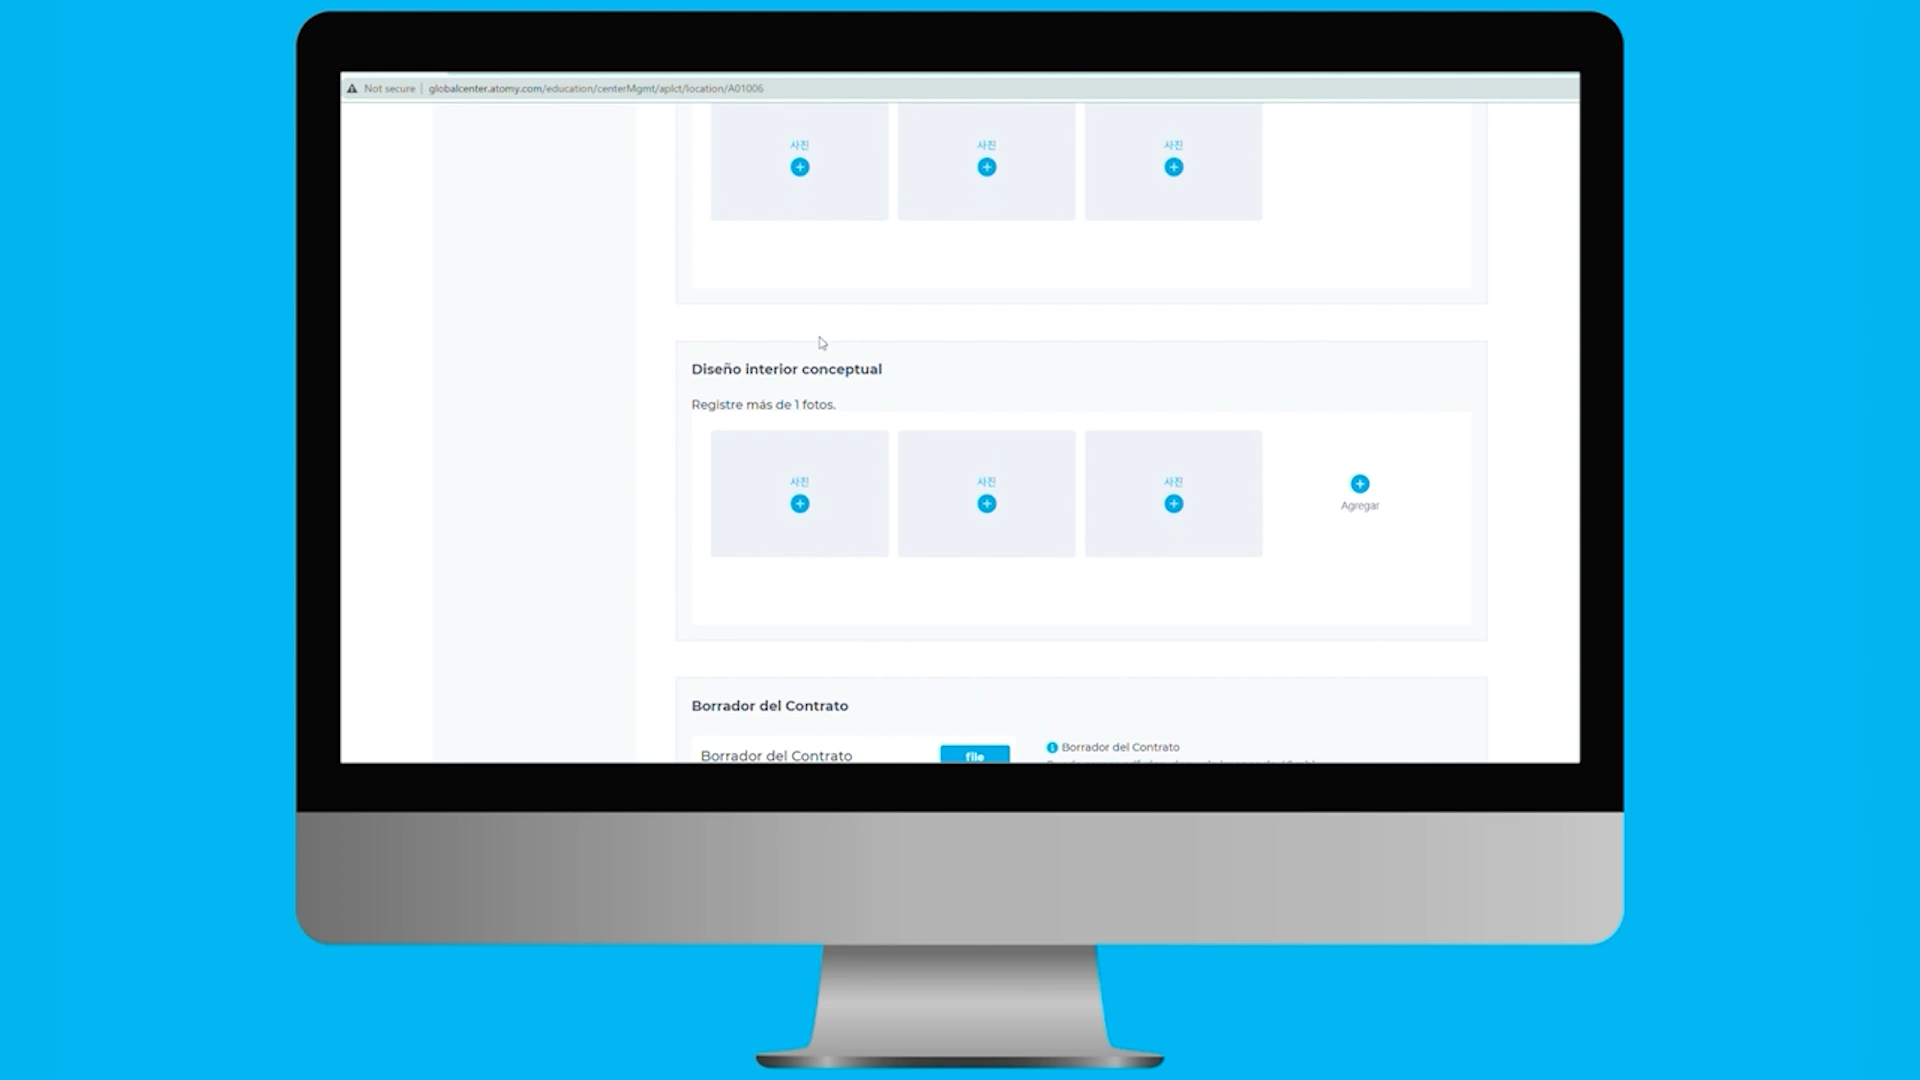 Not secure | globalcenter.atomy.com/education/centerMgmt/aplct/location/A01006
사진 사진 사진
Diseño interior conceptual
Registre más de 1 fotos.
사진 사진 사진
Agregar
Borrador del Contrato
Borrador del Contrato file Borrador del Contrato